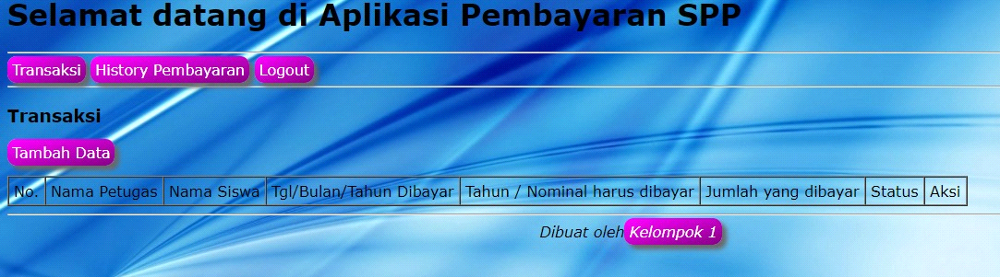 Selamat datang di Aplikasi Pembayaran SPP
Transaksi History Pembayaran Logout
Transaksi
Tambah Data
No. Nama Petugas Nama Siswa Tgl/Bulan/Tahun Dibayar Tahun / Nominal harus dibayar Jumlah yang dibayar Status Aksi
Dibuat oleh Kelompok 1